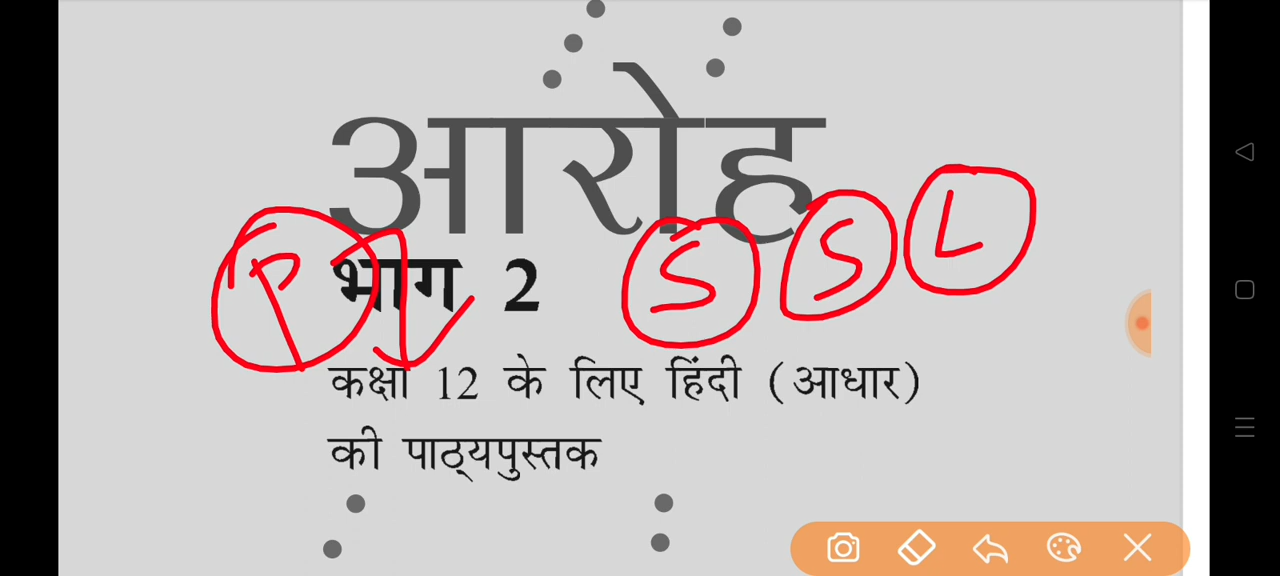 आरोह
भाग 2
P S S L
कक्षा 12 के लिए हिंदी (आधार)
की पाठ्यपुस्तक